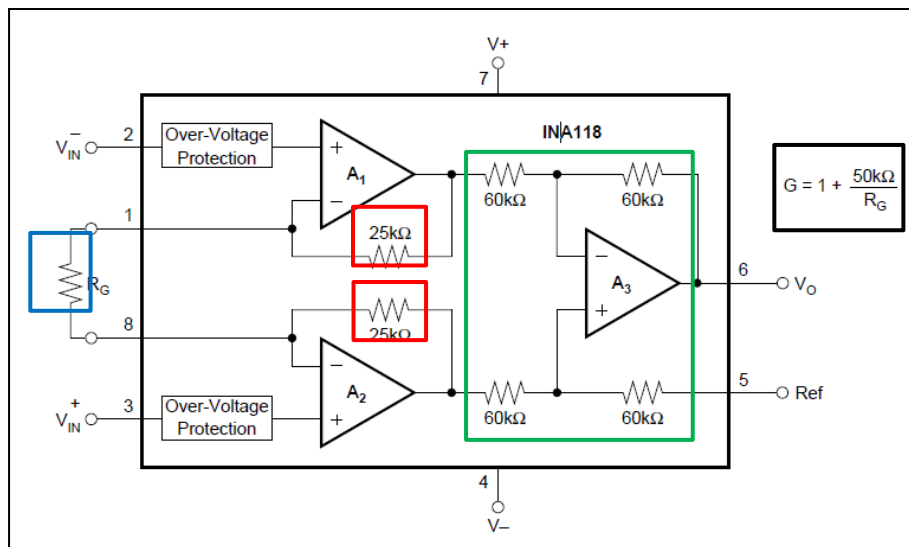 V+
7
INA118
V IN −
2
Over-Voltage
Protection
+
A1
−
60kΩ
60kΩ
G = 1 + 50kΩ
RG
1
25kΩ
RG
−
A3
+
6
VO
8
25kΩ
−
A2
+
V IN +
3
Over-Voltage
Protection
60kΩ
60kΩ
5
Ref
4
V–